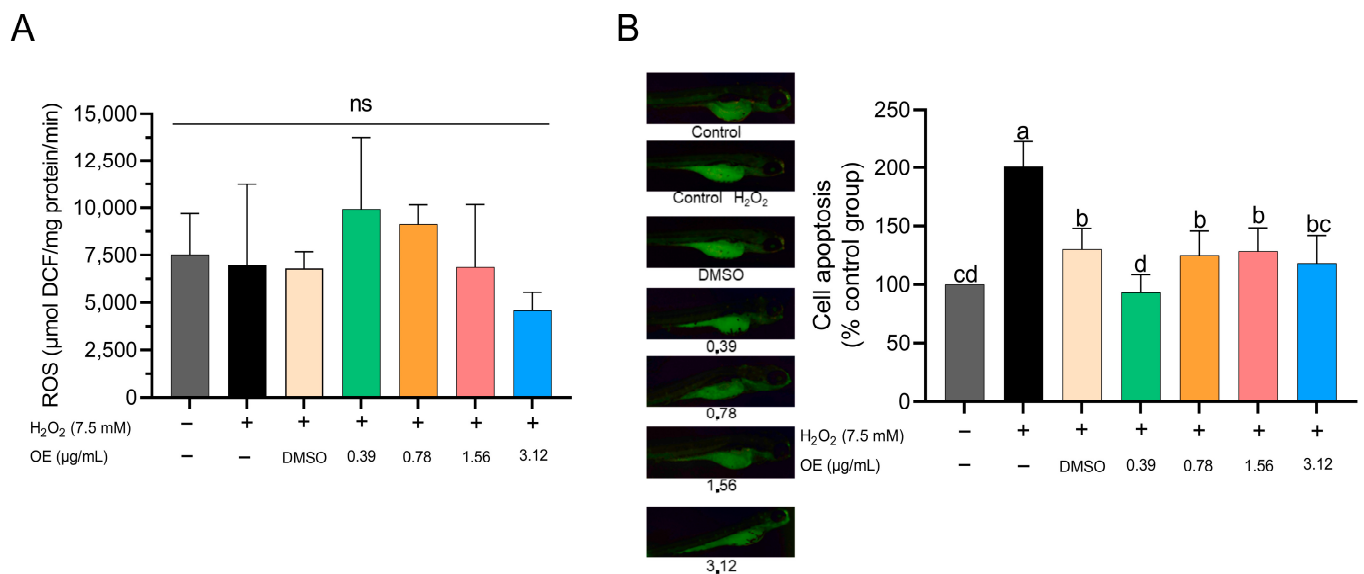 A
B
ns
ROS (µmol DCF/mg protein/min)
15,000
12,500
10,000
7,500
5,000
2,500
0
H₂O₂ (7.5 mM) – + + + + + +
OE (µg/mL) – – DMSO 0.39 0.78 1.56 3.12
Control
Control H₂O₂
DMSO
0.39
0.78
1.56
3.12
Cell apoptosis
(% control group)
250
200
150
100
50
0
cd a b d b b bc
H₂O₂ (7.5 mM) – + + + + + +
OE (µg/mL) – – DMSO 0.39 0.78 1.56 3.12